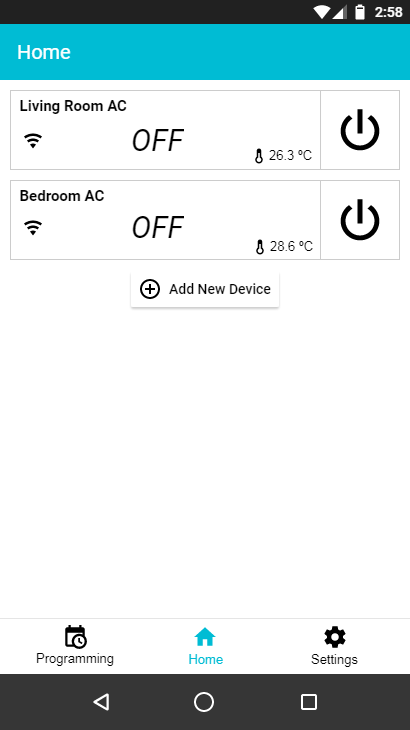 2:58
Home
Living Room AC
OFF
26.3 ºC
Bedroom AC
OFF
28.6 ºC
Add New Device
Programming
Home
Settings